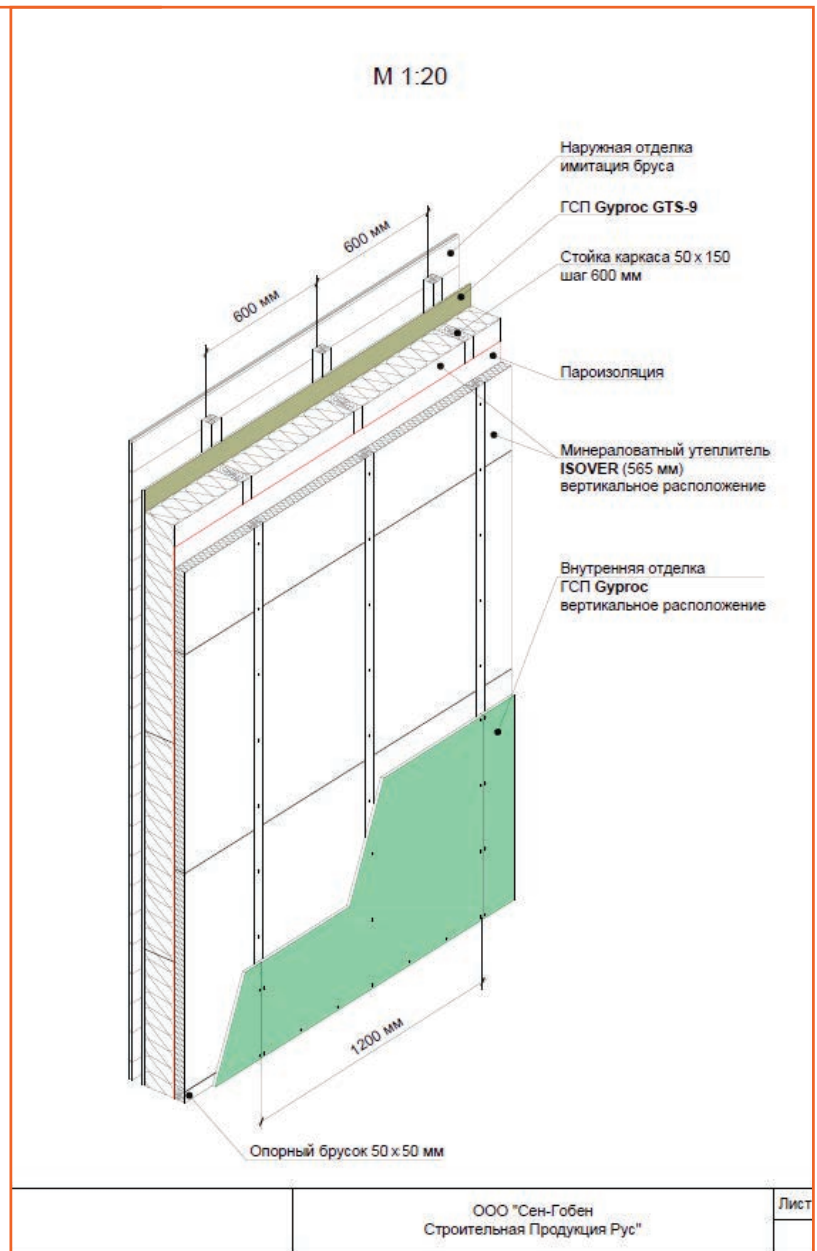 М 1:20
Наружная отделка
имитация бруса
ГСП Gyproc GTS-9
Стойка каркаса 50 х 150
шаг 600 мм
600 мм
600 мм
Пароизоляция
Минераловатный утеплитель
ISOVER (565 мм)
вертикальное расположение
Внутренняя отделка
ГСП Gyproc
вертикальное расположение
1200 мм
Опорный брусок 50 х 50 мм
ООО "Сен-Гобен
Строительная Продукция Рус"
Лист